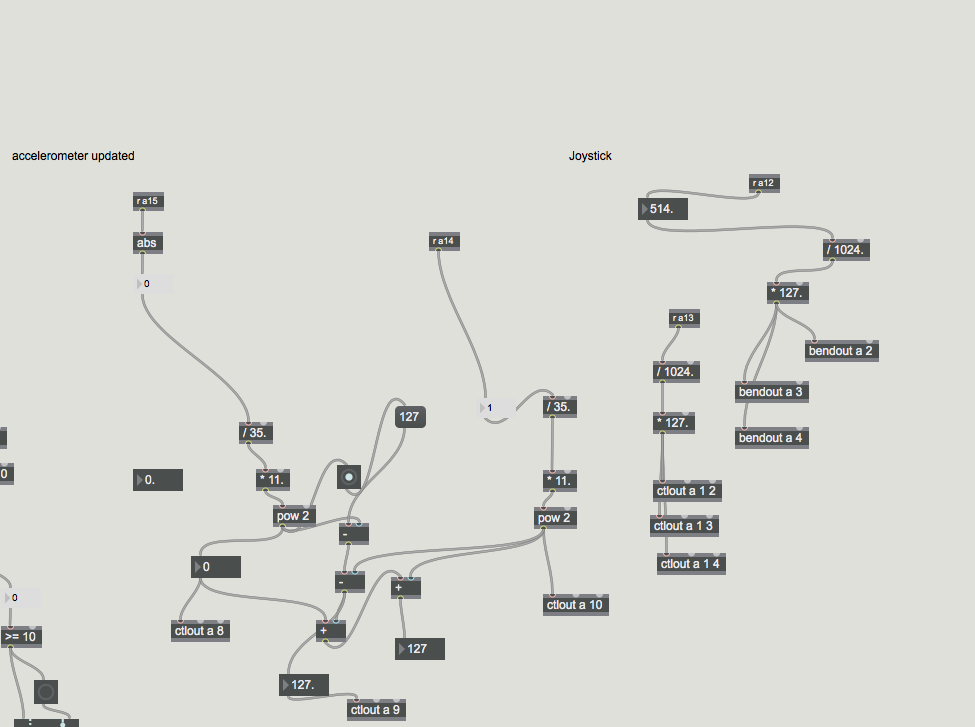 accelerometer updated
Joystick
r a15
r a12
514.
abs
r a14
/ 1024.
0
* 127.
r a13
bendout a 2
/ 1024.
bendout a 3
1
/ 35.
127
* 127.
/ 35.
bendout a 4
0
0.
* 11.
* 11.
ctlout a 1 2
pow 2
pow 2
ctlout a 1 3
-
0
ctlout a 1 4
-
+
0
ctlout a 10
>= 10
ctlout a 8
+
127
127.
ctlout a 9